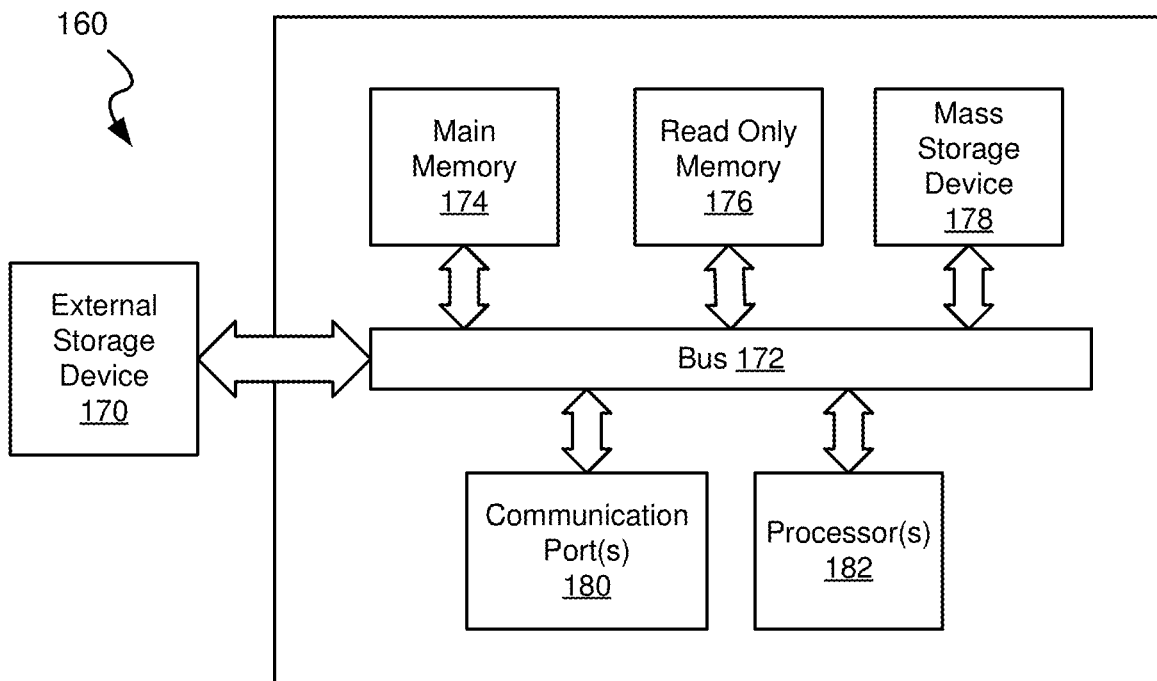 160
Main
Memory
174
Read Only
Memory
176
Mass
Storage
Device
178
External
Storage
Device
170
Bus 172
Communication
Port(s)
180
Processor(s)
182